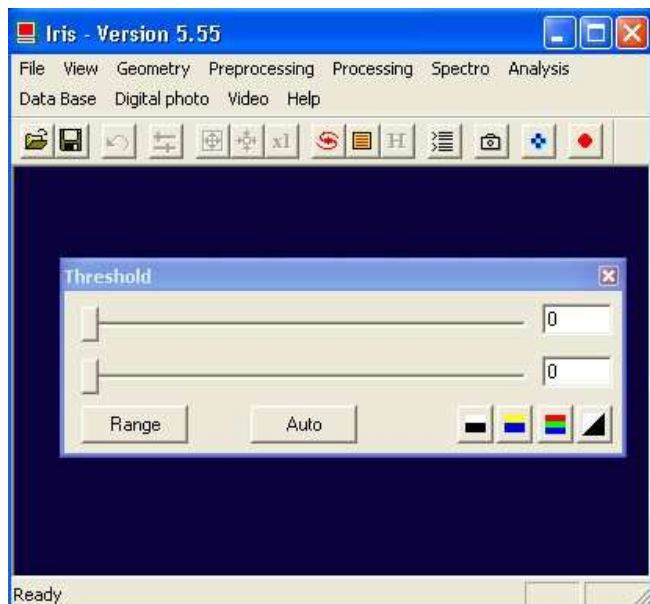 Iris - Version 5.55
File View Geometry Preprocessing Processing Spectro Analysis
Data Base Digital photo Video Help
x1 H
Threshold
0
0
Range Auto
Ready